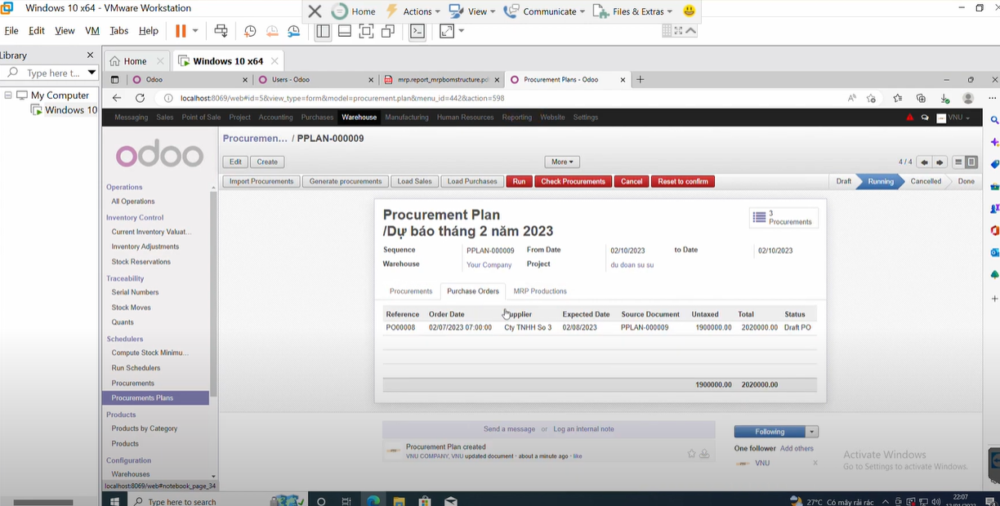 Windows 10 x64 - VMware Workstation
Home Actions View Communicate Files & Extras
File Edit View VM Tabs Help
Library
Type here t...
My Computer
Windows 10
Home Windows 10 x64
Odoo Users - Odoo mrp.report_mrpbomstructure.pdf Procurement Plans - Odoo
localhost:8069/web#id=5&view_type=form&model=procurement.plan&menu_id=442&action=598
Messaging Sales Point of Sale Project Accounting Purchases Warehouse Manufacturing Human Resources Reporting Website Settings VNU
odoo
Operations
All Operations
Inventory Control
Current Inventory Valuat...
Inventory Adjustments
Stock Reservations
Traceability
Serial Numbers
Stock Moves
Quants
Schedulers
Compute Stock Minimu...
Run Schedulers
Procurements
Procurements Plans
Products
Products by Category
Products
Configuration
Warehouses
localhost:8069/web#notebook_page_34
Procuremen... / PPLAN-000009
Edit Create More 4 / 4
Import Procurements Generate procurements Load Sales Load Purchases Run Check Procurements Cancel Reset to confirm Draft Running Cancelled Done
Procurement Plan
/Dự báo tháng 2 năm 2023
3
Procurements
Sequence PPLAN-000009 From Date 02/10/2023 to Date 02/10/2023
Warehouse Your Company Project du doan su su
Procurements Purchase Orders MRP Productions
Reference Order Date Supplier Expected Date Source Document Untaxed Total Status
PO00008 02/07/2023 07:00:00 Cty TNHH So 3 02/08/2023 PPLAN-000009 1900000.00 2020000.00 Draft PO
1900000.00 2020000.00
Send a message or Log an internal note
Procurement Plan created
VNU COMPANY, VNU updated document - about a minute ago - like
Following
One follower Add others
VNU x
Activate Windows
Go to Settings to activate Windows.
Type here to search
27°C Có mây rải rác
22:07